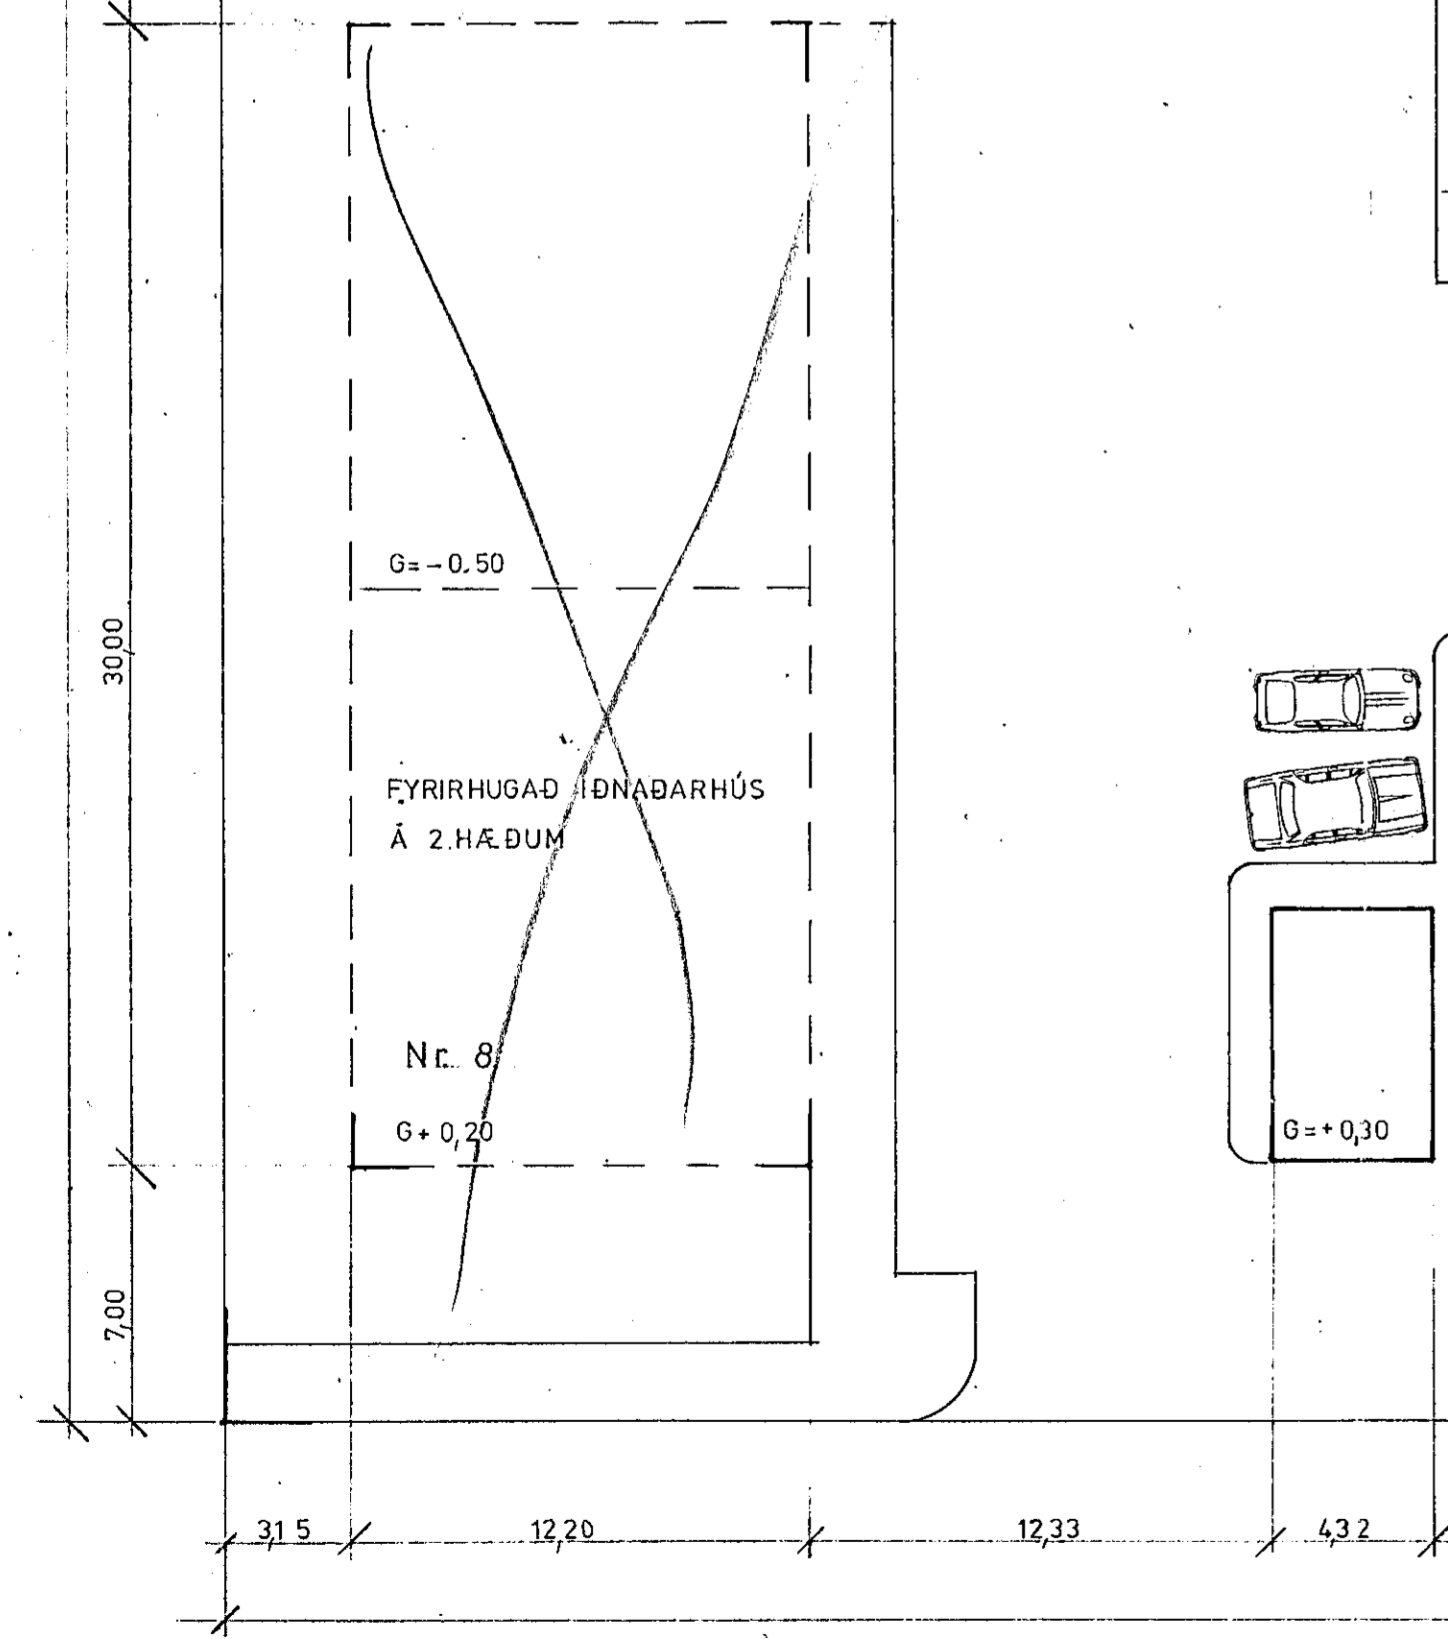 G=-0.50
30,00
FYRIRHUGAÐ IÐNAÐARHÚS
Á 2.HÆÐUM
Nr. 8
G+0,20
G=+0,30
7,00
3,15
12,20
12,33
4,32